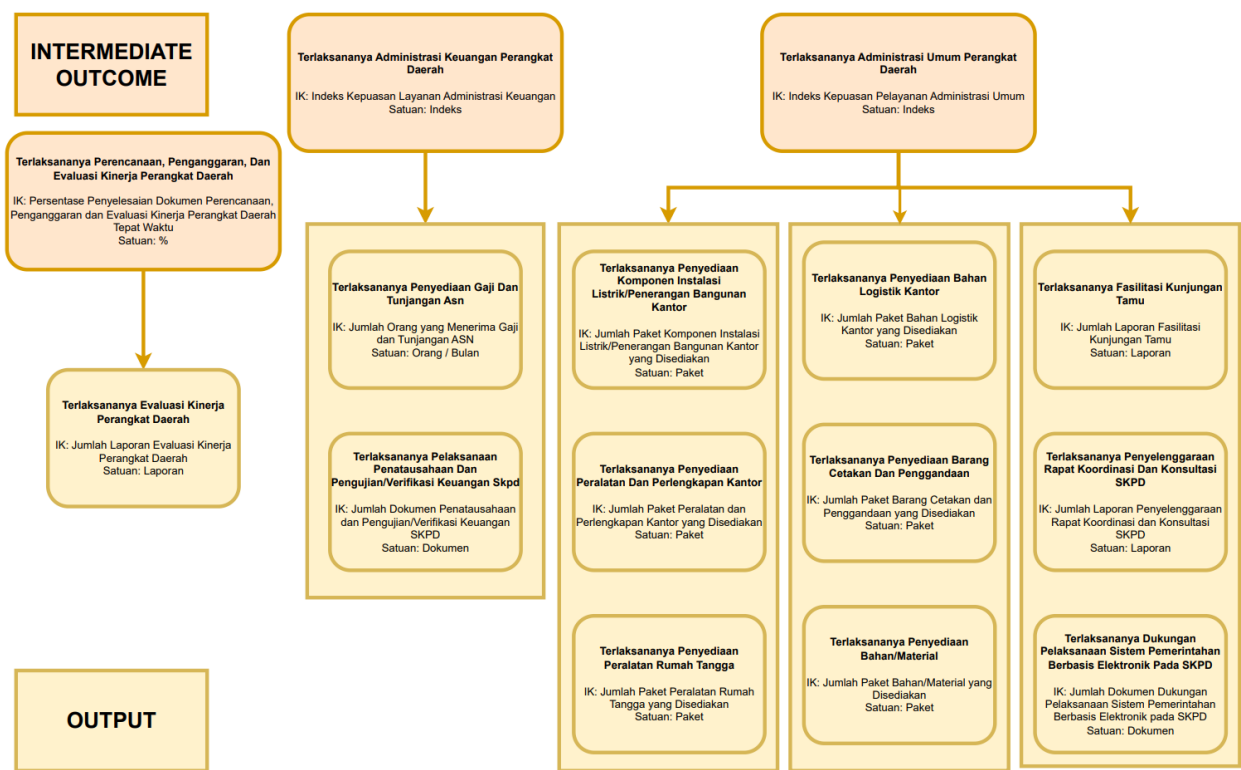 INTERMEDIATE
OUTCOME
Terlaksananya Perencanaan, Penganggaran, Dan
Evaluasi Kinerja Perangkat Daerah
IK: Persentase Penyelesaian Dokumen Perencanaan,
Penganggaran dan Evaluasi Kinerja Perangkat Daerah
Tepat Waktu
Satuan: %
Terlaksananya Evaluasi Kinerja
Perangkat Daerah
IK: Jumlah Laporan Evaluasi Kinerja
Perangkat Daerah
Satuan: Laporan
Terlaksananya Administrasi Keuangan Perangkat
Daerah
IK: Indeks Kepuasan Layanan Administrasi Keuangan
Satuan: Indeks
Terlaksananya Penyediaan Gaji Dan
Tunjangan Asn
IK: Jumlah Orang yang Menerima Gaji
dan Tunjangan ASN
Satuan: Orang / Bulan
Terlaksananya Pelaksanaan
Penatausahaan Dan
Pengujian/Verifikasi Keuangan Skpd
IK: Jumlah Dokumen Penatausahaan
dan Pengujian/Verifikasi Keuangan
SKPD
Satuan: Dokumen
Terlaksananya Administrasi Umum Perangkat
Daerah
IK: Indeks Kepuasan Pelayanan Administrasi Umum
Satuan: Indeks
Terlaksananya Penyediaan
Komponen Instalasi
Listrik/Penerangan Bangunan
Kantor
IK: Jumlah Paket Komponen Instalasi
Listrik/Penerangan Bangunan Kantor
yang Disediakan
Satuan: Paket
Terlaksananya Penyediaan
Peralatan Dan Perlengkapan Kantor
IK: Jumlah Paket Peralatan dan
Perlengkapan Kantor yang Disediakan
Satuan: Paket
Terlaksananya Penyediaan
Peralatan Rumah Tangga
IK: Jumlah Paket Peralatan Rumah
Tangga yang Disediakan
Satuan: Paket
Terlaksananya Penyediaan Bahan
Logistik Kantor
IK: Jumlah Paket Bahan Logistik
Kantor yang Disediakan
Satuan: Paket
Terlaksananya Penyediaan Barang
Cetakan Dan Penggandaan
IK: Jumlah Paket Barang Cetakan dan
Penggandaan yang Disediakan
Satuan: Paket
Terlaksananya Penyediaan
Bahan/Material
IK: Jumlah Paket Bahan/Material yang
Disediakan
Satuan: Paket
Terlaksananya Fasilitasi Kunjungan
Tamu
IK: Jumlah Laporan Fasilitasi
Kunjungan Tamu
Satuan: Laporan
Terlaksananya Penyelenggaraan
Rapat Koordinasi Dan Konsultasi
SKPD
IK: Jumlah Laporan Penyelenggaraan
Rapat Koordinasi dan Konsultasi
SKPD
Satuan: Laporan
Terlaksananya Dukungan
Pelaksanaan Sistem Pemerintahan
Berbasis Elektronik Pada SKPD
IK: Jumlah Dokumen Dukungan
Pelaksanaan Sistem Pemerintahan
Berbasis Elektronik pada SKPD
Satuan: Dokumen
OUTPUT